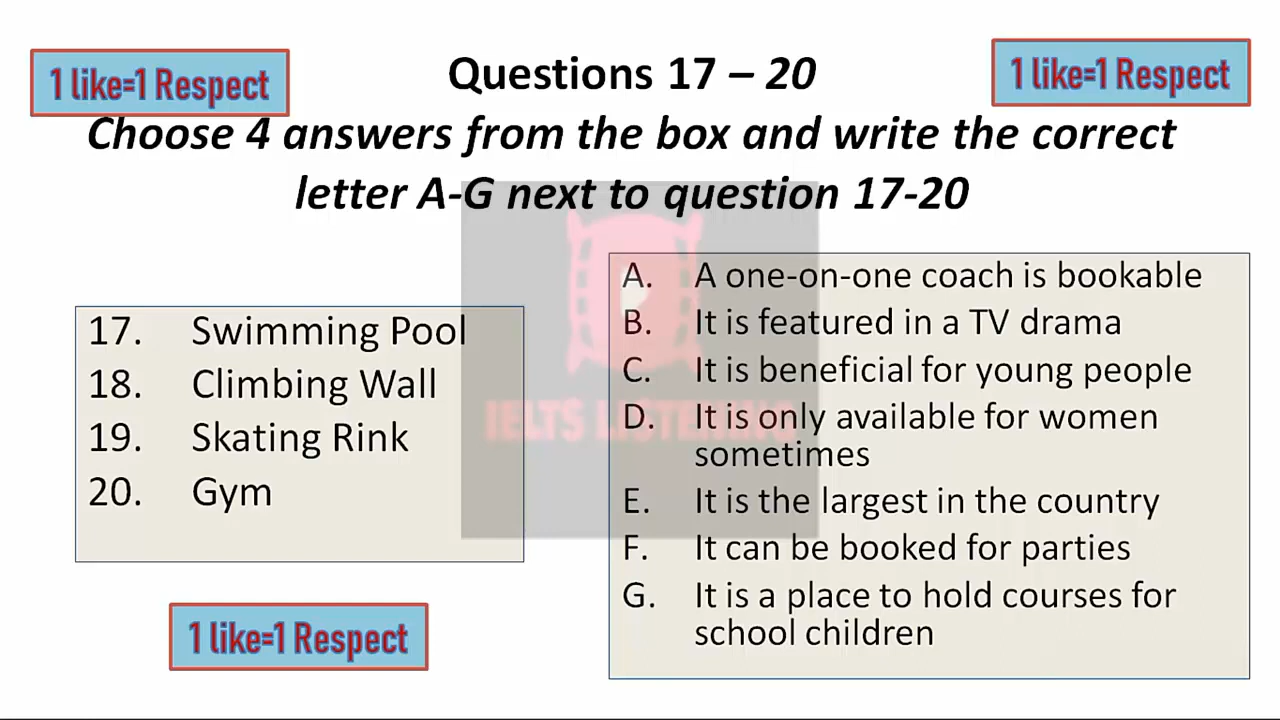 1 like=1 Respect
Questions 17 – 20
1 like=1 Respect
Choose 4 answers from the box and write the correct
letter A-G next to question 17-20
17. Swimming Pool
18. Climbing Wall
19. Skating Rink
20. Gym
A. A one-on-one coach is bookable
B. It is featured in a TV drama
C. It is beneficial for young people
D. It is only available for women
sometimes
E. It is the largest in the country
F. It can be booked for parties
G. It is a place to hold courses for
school children
IELTS LISTENING
1 like=1 Respect